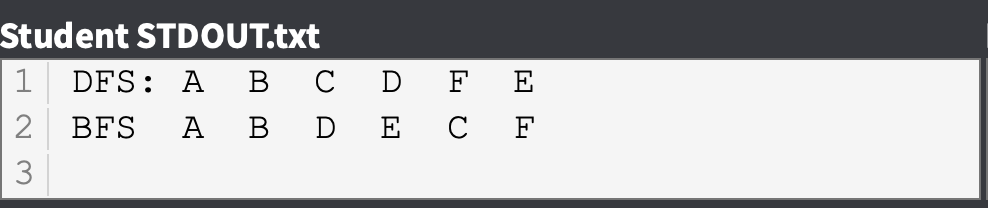 Student STDOUT.txt
1 DFS: A B C D F E
2 BFS A B D E C F
3